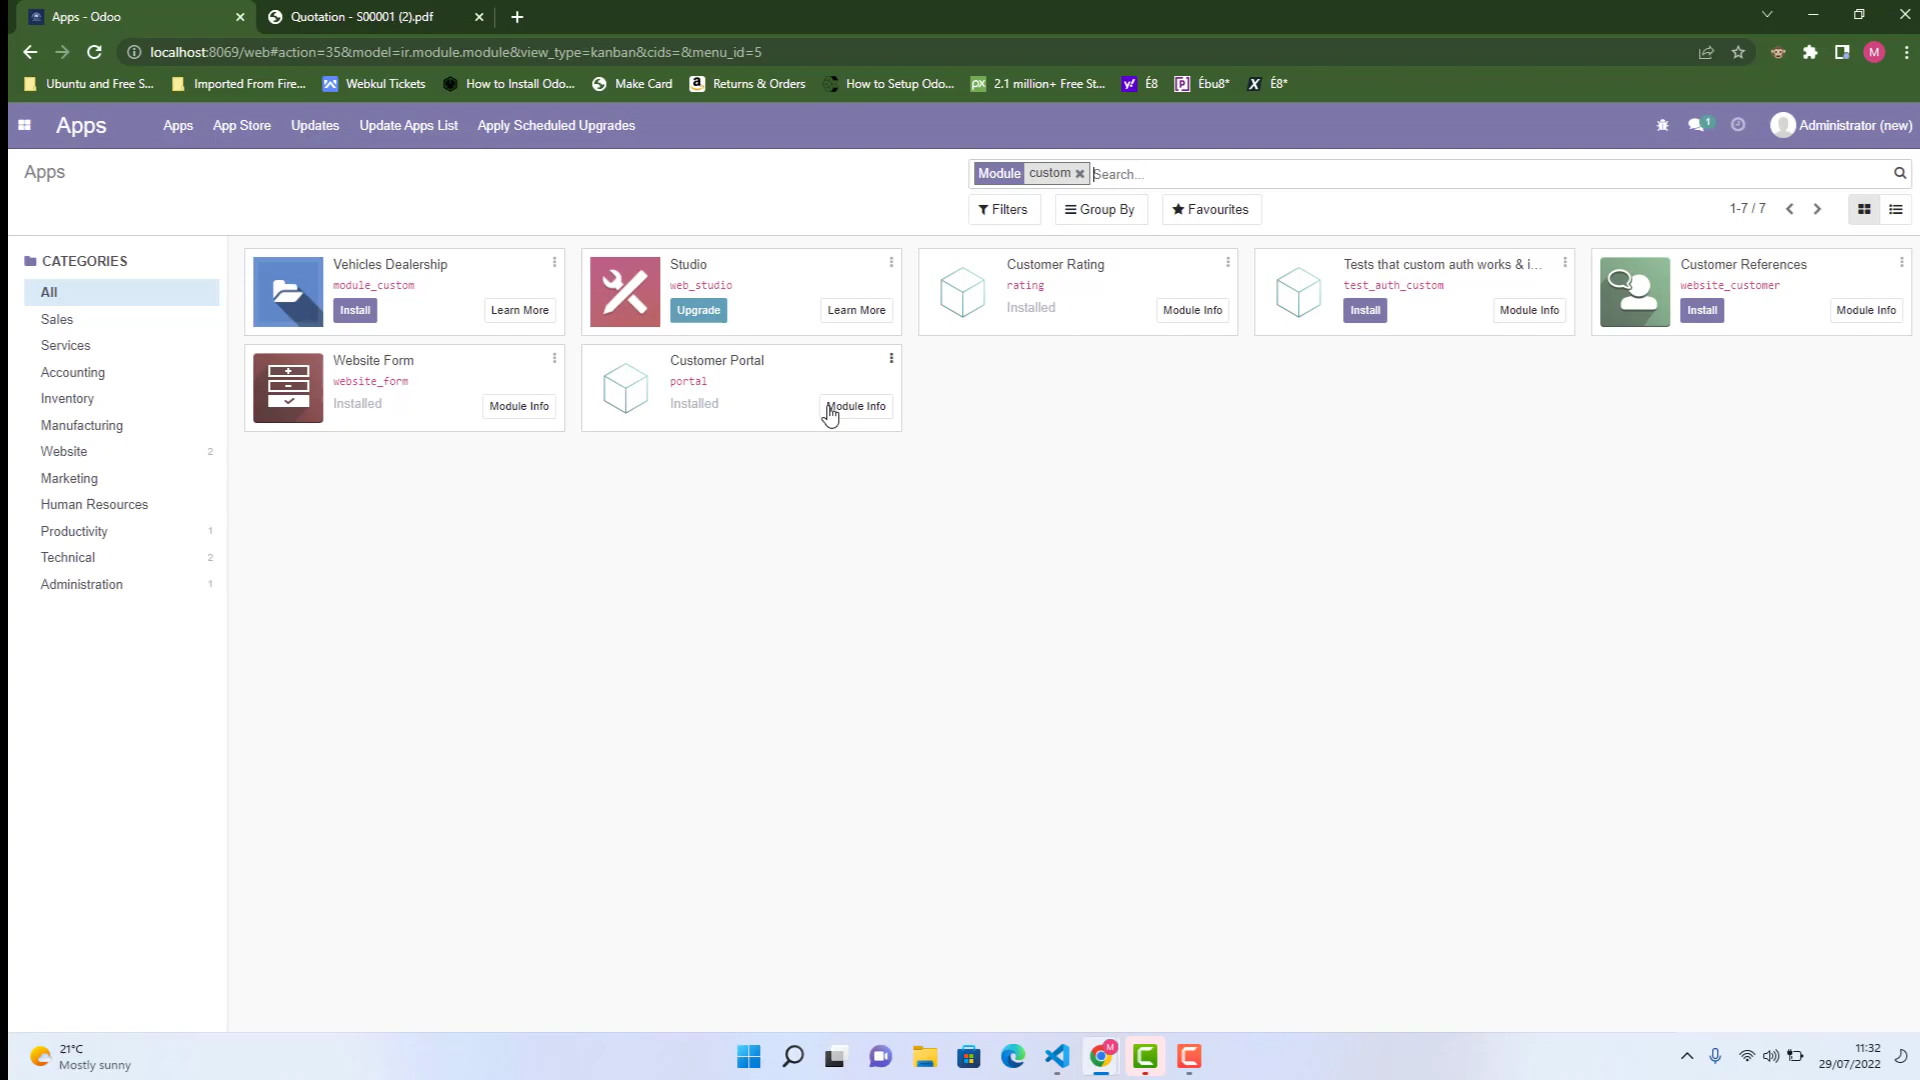 Apps - Odoo
Quotation - S00001 (2).pdf
localhost:8069/web#action=35&model=ir.module.module&view_type=kanban&cids=&menu_id=5
M
Ubuntu and Free S...
Imported From Fire...
Webkul Tickets
How to Install Odoo...
Make Card
Returns & Orders
How to Setup Odo...
2.1 million+ Free St...
É8
Ébu8*
É8*
Apps
Apps
App Store
Updates
Update Apps List
Apply Scheduled Upgrades
1
Administrator (new)
Apps
Module custom Search...
Filters
Group By
Favourites
1-7 / 7
CATEGORIES
All
Sales
Services
Accounting
Inventory
Manufacturing
Website 2
Marketing
Human Resources
Productivity 1
Technical 2
Administration 1
Vehicles Dealership
module_custom
Install
Learn More
Studio
web_studio
Upgrade
Learn More
Customer Rating
rating
Installed
Module Info
Tests that custom auth works & i...
test_auth_custom
Install
Module Info
Customer References
website_customer
Install
Module Info
Website Form
website_form
Installed
Module Info
Customer Portal
portal
Installed
Module Info
21°C
Mostly sunny
11:32
29/07/2022